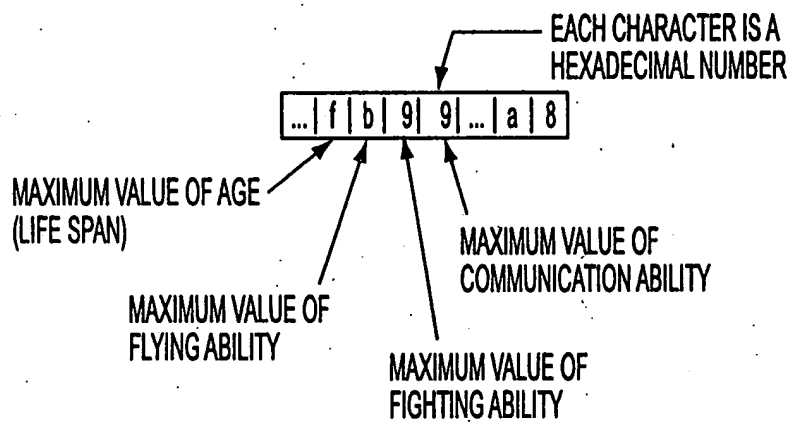 EACH CHARACTER IS A
HEXADECIMAL NUMBER
...| f | b | 9 | 9 |...| a | 8
MAXIMUM VALUE OF AGE
(LIFE SPAN)
MAXIMUM VALUE OF
COMMUNICATION ABILITY
MAXIMUM VALUE OF
FLYING ABILITY
MAXIMUM VALUE OF
FIGHTING ABILITY